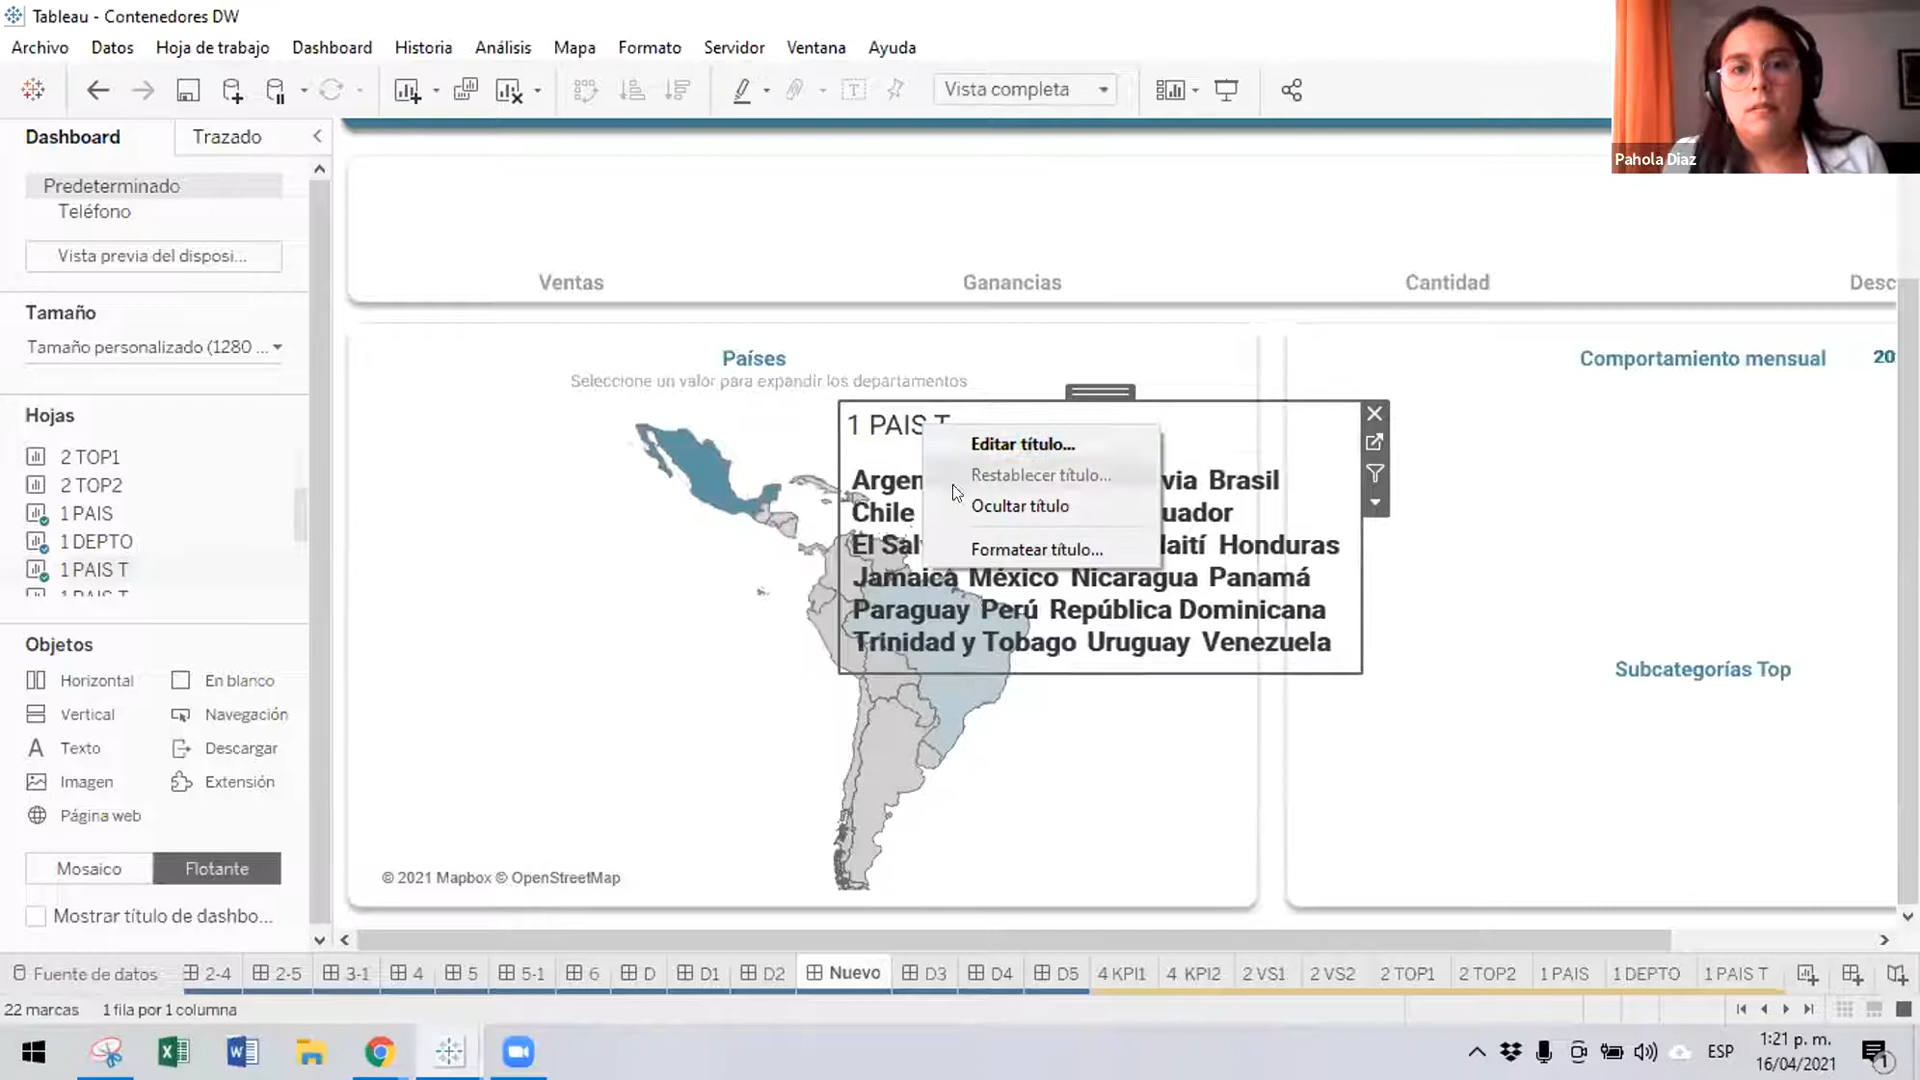 Tableau - Contenedores DW
Archivo Datos Hoja de trabajo Dashboard Historia Análisis Mapa Formato Servidor Ventana Ayuda
Vista completa
Pahola Diaz
Dashboard Trazado
Predeterminado
Teléfono
Vista previa del disposi...
Tamaño
Tamaño personalizado (1280 ...
Hojas
2 TOP1
2 TOP2
1 PAIS
1 DEPTO
1 PAIS T
Objetos
Horizontal En blanco
Vertical Navegación
Texto Descargar
Imagen Extensión
Página web
Mosaico Flotante
Mostrar título de dashbo...
Ventas Ganancias Cantidad Desc
Países
Seleccione un valor para expandir los departamentos
Comportamiento mensual 20
Subcategorías Top
1 PAIS T
Editar título...
Restablecer título...
Ocultar título
Formatear título...
Argen via Brasil
Chile uador
El Sal Haití Honduras
Jamaica México Nicaragua Panamá
Paraguay Perú República Dominicana
Trinidad y Tobago Uruguay Venezuela
© 2021 Mapbox © OpenStreetMap
Fuente de datos 2-4 2-5 3-1 4 5 5-1 6 D D1 D2 Nuevo D3 D4 D5 4 KPI1 4 KPI2 2 VS1 2 VS2 2 TOP1 2 TOP2 1 PAIS 1 DEPTO 1 PAIS T
22 marcas 1 fila por 1 columna
ESP
1:21 p. m.
16/04/2021
1